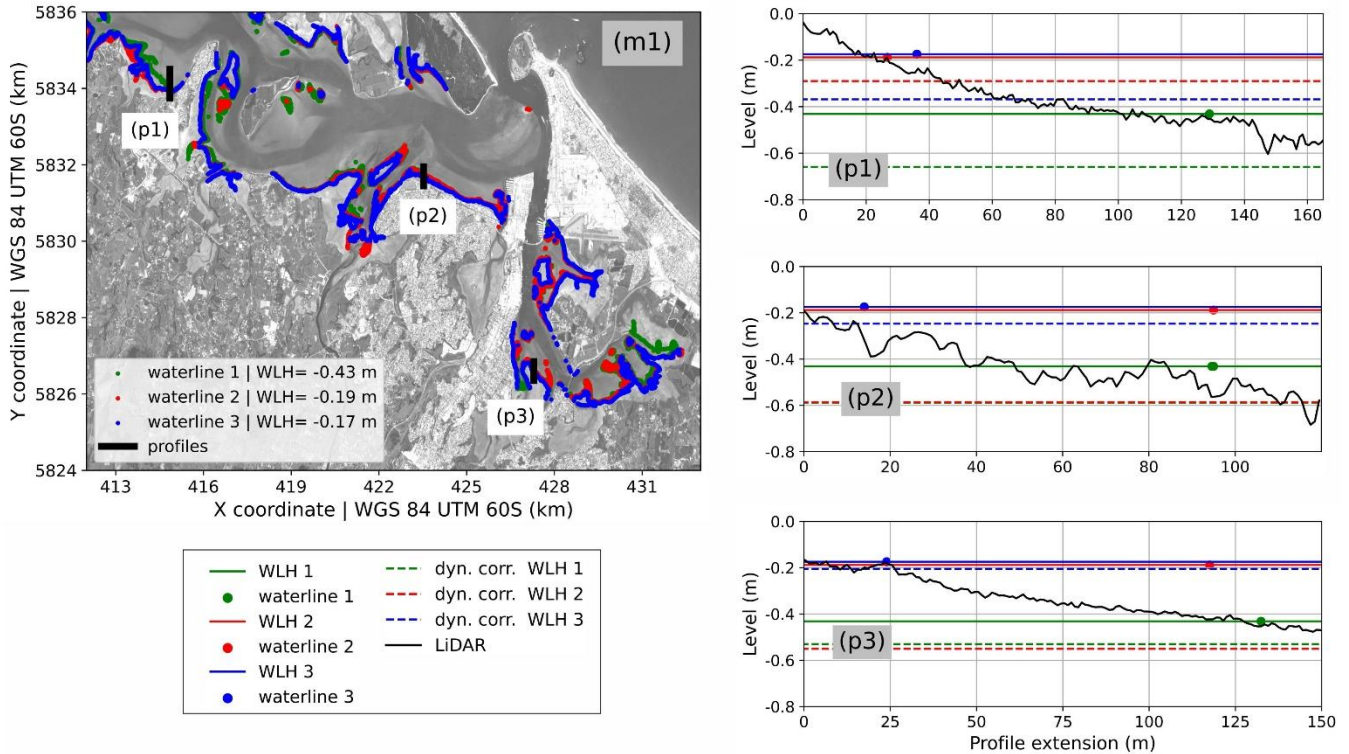 5836
5834
5832
5830
5828
5826
5824
Y coordinate | WGS 84 UTM 60S (km)
(m1)
(p1)
(p2)
(p3)
waterline 1 | WLH= -0.43 m
waterline 2 | WLH= -0.19 m
waterline 3 | WLH= -0.17 m
profiles
413 416 419 422 425 428 431
X coordinate | WGS 84 UTM 60S (km)
WLH 1
waterline 1
WLH 2
waterline 2
WLH 3
waterline 3
dyn. corr. WLH 1
dyn. corr. WLH 2
dyn. corr. WLH 3
LiDAR
0.0
-0.2
-0.4
-0.6
-0.8
Level (m)
(p1)
0 20 40 60 80 100 120 140 160
0.0
-0.2
-0.4
-0.6
-0.8
Level (m)
(p2)
0 20 40 60 80 100
0.0
-0.2
-0.4
-0.6
-0.8
Level (m)
(p3)
0 25 50 75 100 125 150
Profile extension (m)